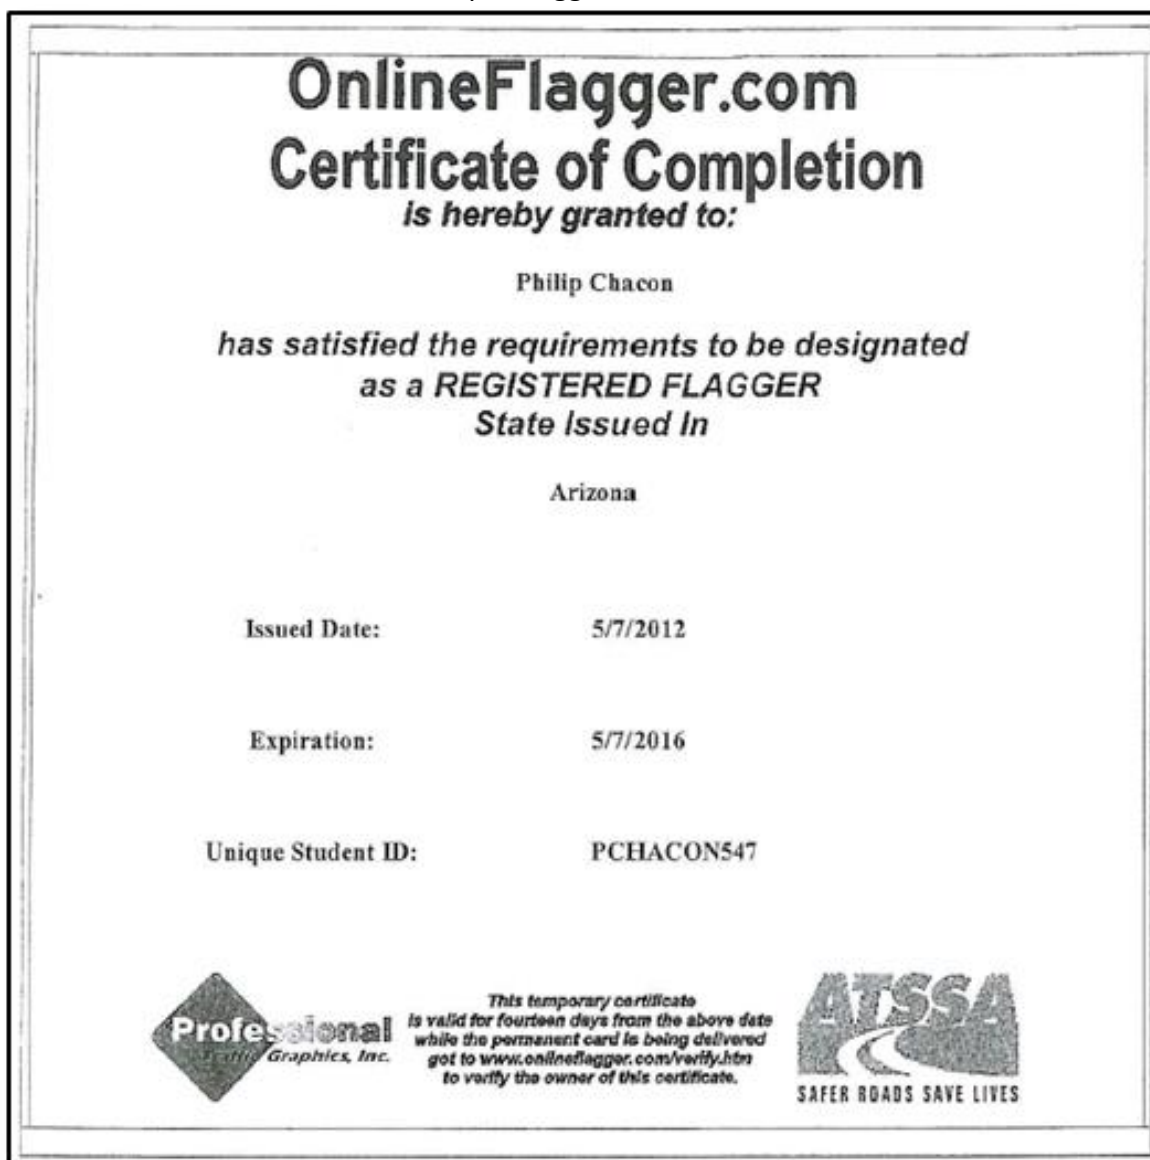 OnlineFlagger.com
Certificate of Completion
is hereby granted to:
Philip Chacon
has satisfied the requirements to be designated
as a REGISTERED FLAGGER
State Issued In
Arizona
Issued Date: 5/7/2012
Expiration: 5/7/2016
Unique Student ID: PCHACON547
Professional
Traffic Graphics, Inc.
This temporary certificate
is valid for fourteen days from the above date
while the permanent card is being delivered
got to www.onlineflagger.com/verify.htm
to verify the owner of this certificate.
ATSSA
SAFER ROADS SAVE LIVES